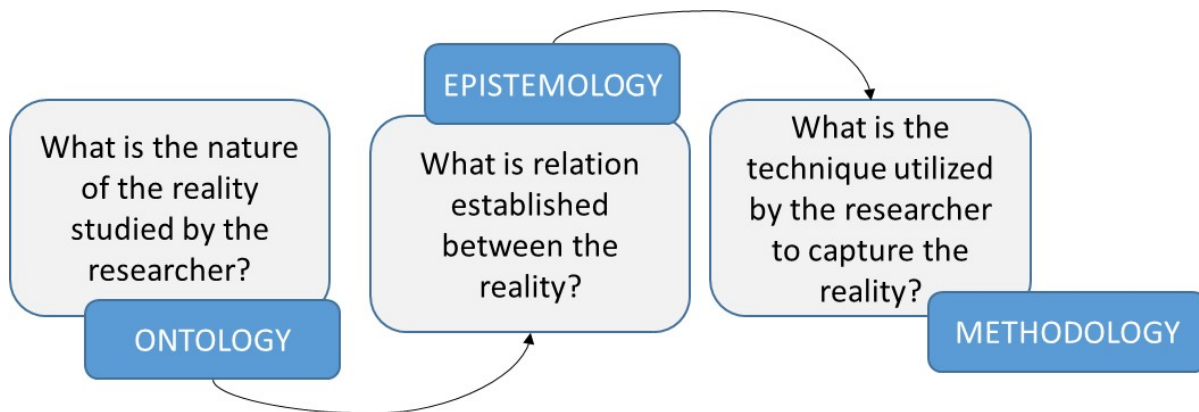 What is the nature
of the reality
studied by the
researcher?
ONTOLOGY
EPISTEMOLOGY
What is relation
established
between the
reality?
What is the
technique utilized
by the researcher
to capture the
reality?
METHODOLOGY